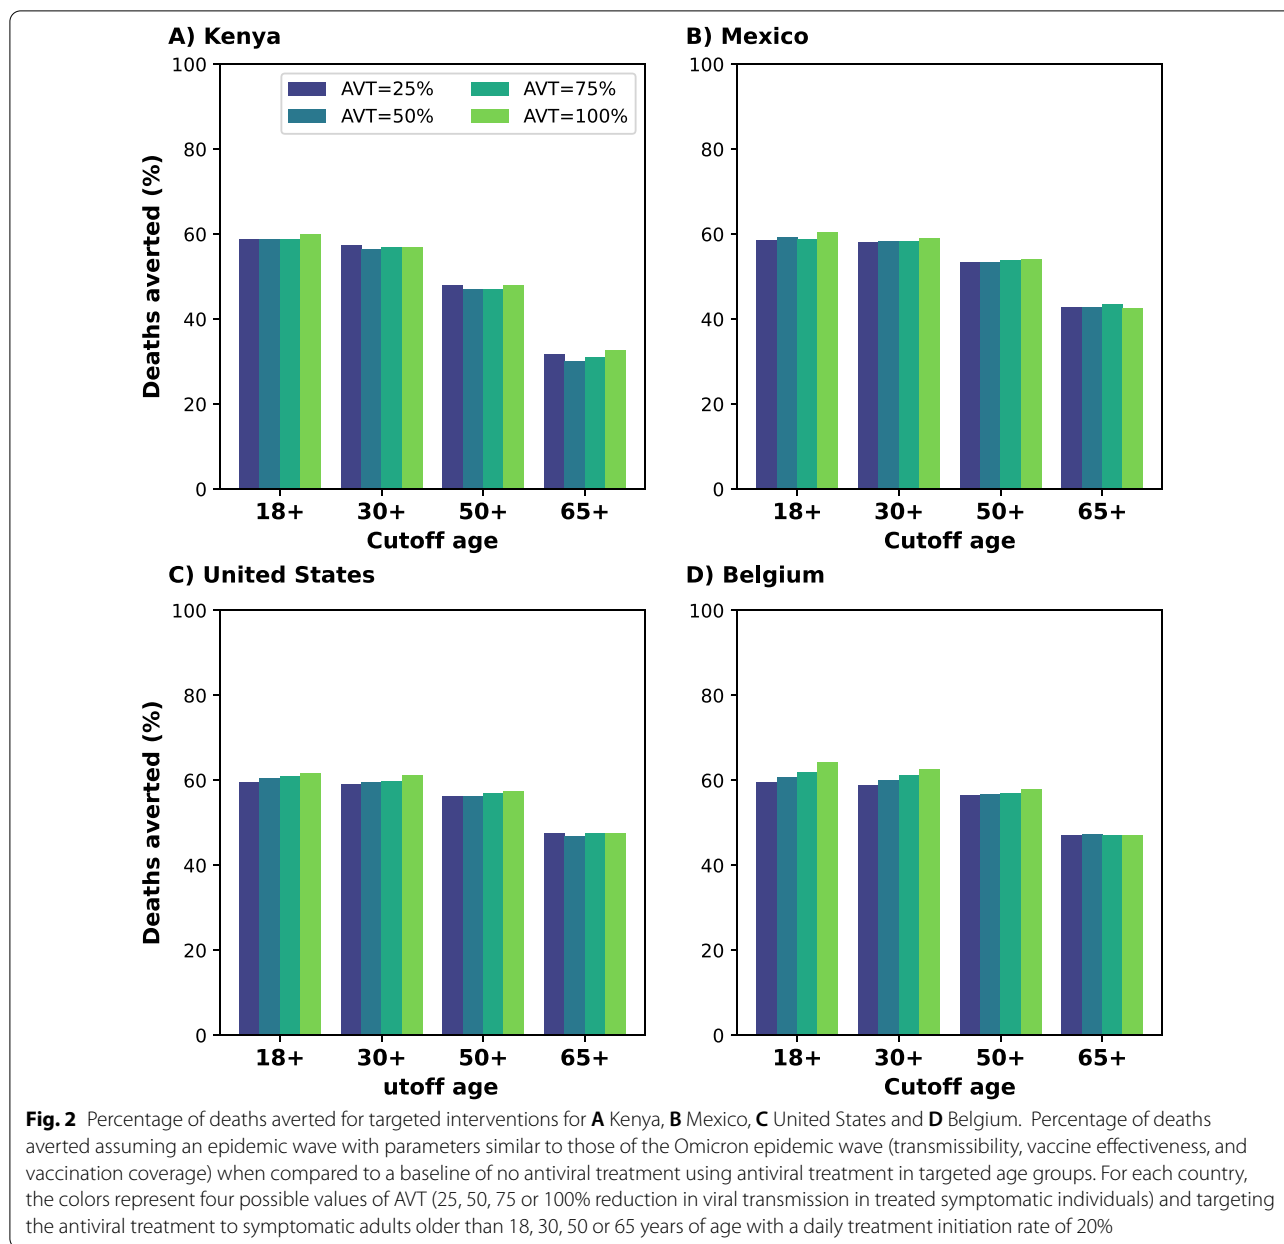 A) Kenya
100
80
60
40
20
0
Deaths averted (%)
AVT=25%
AVT=50%
AVT=75%
AVT=100%
18+ 30+ 50+ 65+
Cutoff age
B) Mexico
100
80
60
40
20
0
18+ 30+ 50+ 65+
Cutoff age
C) United States
100
80
60
40
20
0
Deaths averted (%)
18+ 30+ 50+ 65+
utoff age
D) Belgium
100
80
60
40
20
0
18+ 30+ 50+ 65+
Cutoff age
Fig. 2 Percentage of deaths averted for targeted interventions for A Kenya, B Mexico, C United States and D Belgium. Percentage of deaths
averted assuming an epidemic wave with parameters similar to those of the Omicron epidemic wave (transmissibility, vaccine effectiveness, and
vaccination coverage) when compared to a baseline of no antiviral treatment using antiviral treatment in targeted age groups. For each country,
the colors represent four possible values of AVT (25, 50, 75 or 100% reduction in viral transmission in treated symptomatic individuals) and targeting
the antiviral treatment to symptomatic adults older than 18, 30, 50 or 65 years of age with a daily treatment initiation rate of 20%